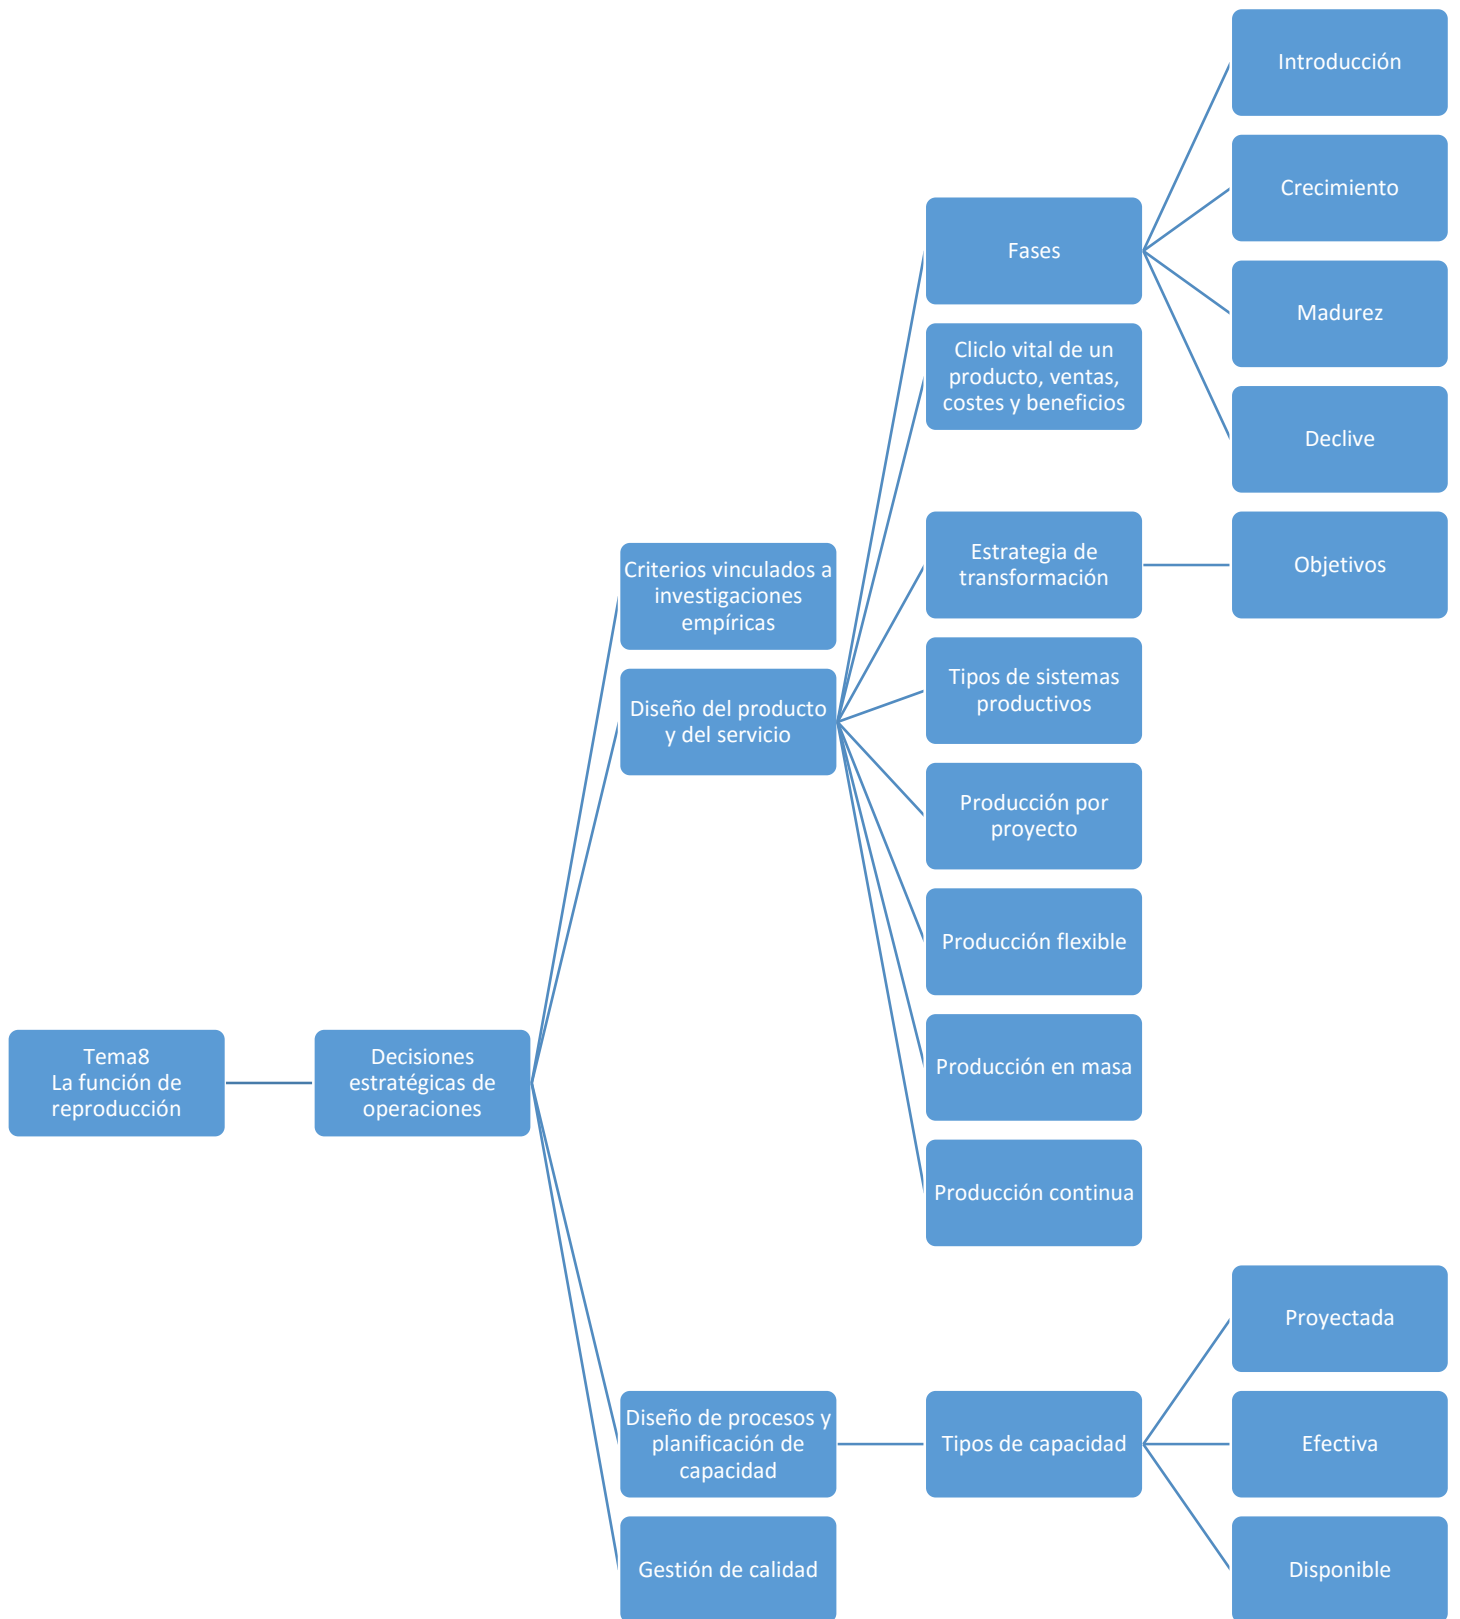 Introducción
Crecimiento
Fases
Madurez
Cliclo vital de un
producto, ventas,
costes y beneficios
Declive
Estrategia de
transformación
Objetivos
Criterios vinculados a
investigaciones
empíricas
Tipos de sistemas
productivos
Diseño del producto
y del servicio
Producción por
proyecto
Producción flexible
Tema8
La función de
reproducción
Decisiones
estratégicas de
operaciones
Producción en masa
Producción continua
Proyectada
Diseño de procesos y
planificación de
capacidad
Tipos de capacidad
Efectiva
Gestión de calidad
Disponible